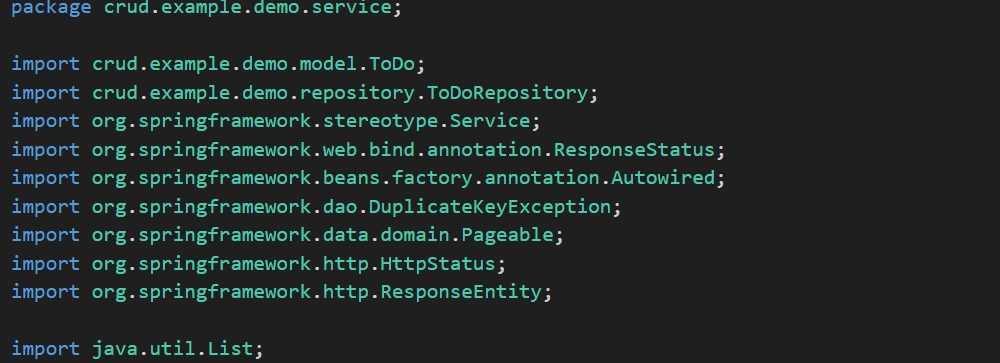 package crud.example.demo.service;
import crud.example.demo.model.ToDo;
import crud.example.demo.repository.ToDoRepository;
import org.springframework.stereotype.Service;
import org.springframework.web.bind.annotation.ResponseStatus;
import org.springframework.beans.factory.annotation.Autowired;
import org.springframework.dao.DuplicateKeyException;
import org.springframework.data.domain.Pageable;
import org.springframework.http.HttpStatus;
import org.springframework.http.ResponseEntity;
import java.util.List;